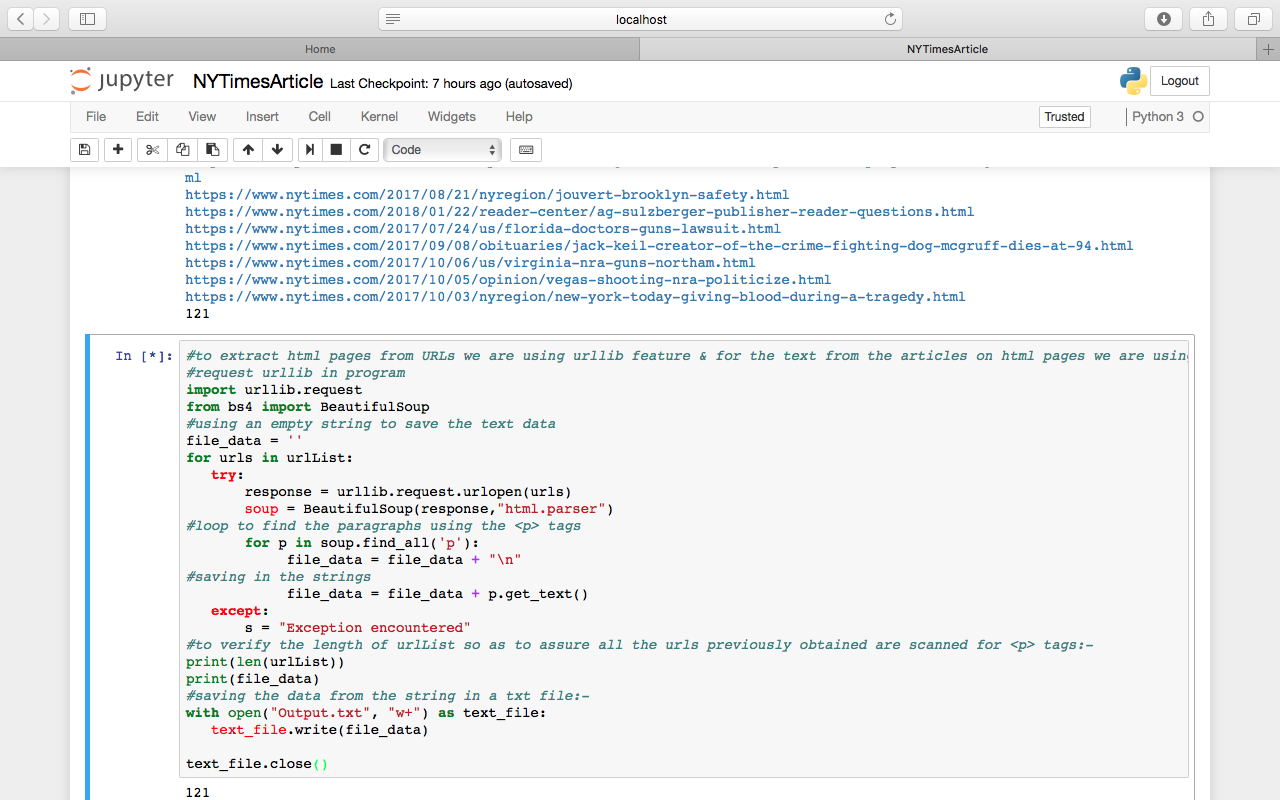 localhost
Home
NYTimesArticle
jupyter NYTimesArticle Last Checkpoint: 7 hours ago (autosaved)
Logout
File Edit View Insert Cell Kernel Widgets Help
Trusted
Python 3
Code
ml
https://www.nytimes.com/2017/08/21/nyregion/jouvert-brooklyn-safety.html
https://www.nytimes.com/2018/01/22/reader-center/ag-sulzberger-publisher-reader-questions.html
https://www.nytimes.com/2017/07/24/us/florida-doctors-guns-lawsuit.html
https://www.nytimes.com/2017/09/08/obituaries/jack-keil-creator-of-the-crime-fighting-dog-mcgruff-dies-at-94.html
https://www.nytimes.com/2017/10/06/us/virginia-nra-guns-northam.html
https://www.nytimes.com/2017/10/05/opinion/vegas-shooting-nra-politicize.html
https://www.nytimes.com/2017/10/03/nyregion/new-york-today-giving-blood-during-a-tragedy.html
121
In [*]:
#to extract html pages from URLs we are using urllib feature & for the text from the articles on html pages we are usin
#request urllib in program
import urllib.request
from bs4 import BeautifulSoup
#using an empty string to save the text data
file_data = ''
for urls in urlList:
   try:
       response = urllib.request.urlopen(urls)
       soup = BeautifulSoup(response,"html.parser")
#loop to find the paragraphs using the <p> tags
       for p in soup.find_all('p'):
            file_data = file_data + "\n"
#saving in the strings
            file_data = file_data + p.get_text()
   except:
       s = "Exception encountered"
#to verify the length of urlList so as to assure all the urls previously obtained are scanned for <p> tags:-
print(len(urlList))
print(file_data)
#saving the data from the string in a txt file:-
with open("Output.txt", "w+") as text_file:
   text_file.write(file_data)
text_file.close()
121